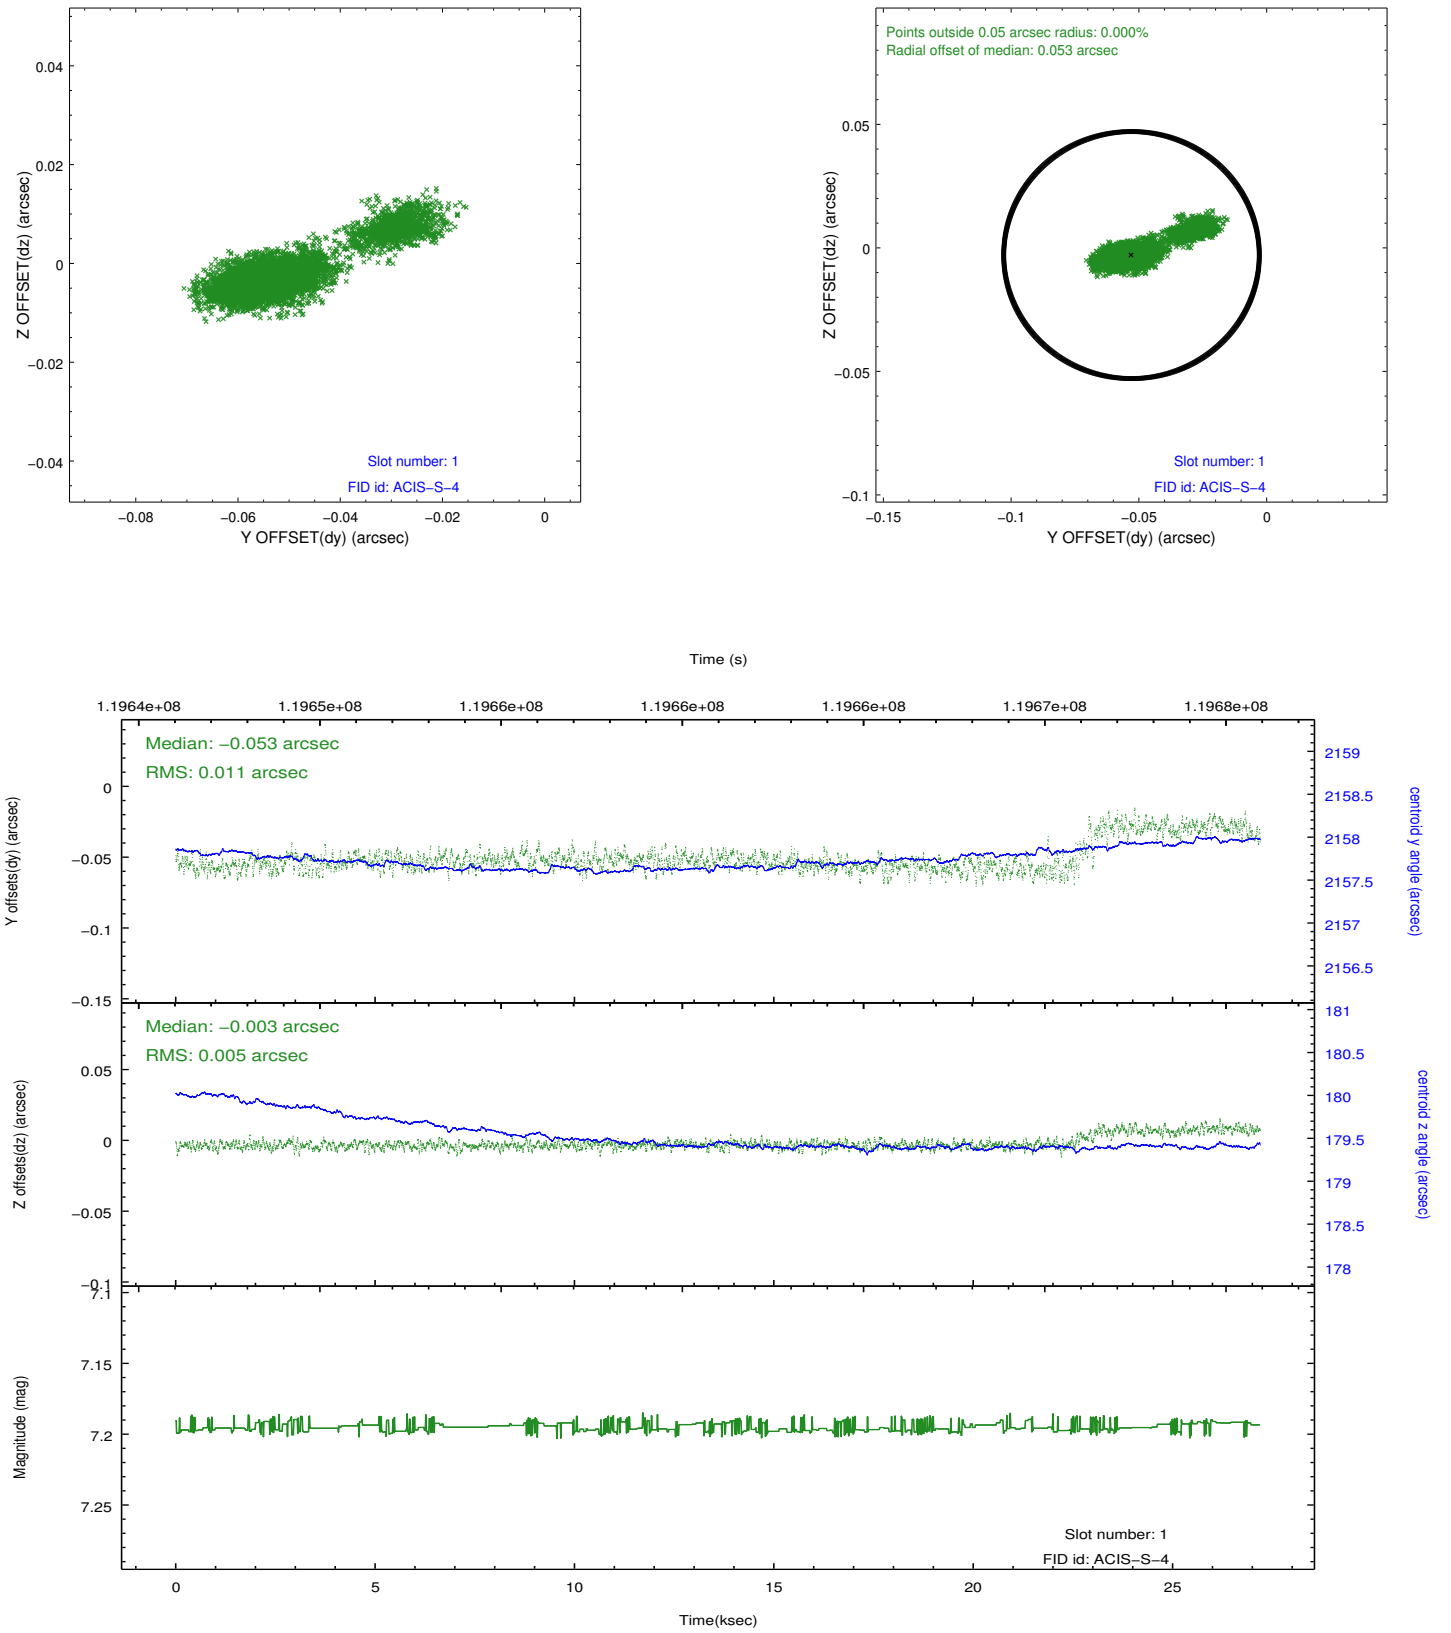 0.04
0.02
0
−0.02
−0.04
Z OFFSET(dz) (arcsec)
Slot number: 1
FID id: ACIS−S−4
−0.08
−0.06
−0.04
−0.02
0
Y OFFSET(dy) (arcsec)
Points outside 0.05 arcsec radius: 0.000%
Radial offset of median: 0.053 arcsec
0.05
0
−0.05
−0.1
Z OFFSET(dz) (arcsec)
Slot number: 1
FID id: ACIS−S−4
−0.15
−0.1
−0.05
0
Y OFFSET(dy) (arcsec)
Time (s)
1.1964e+08
1.1965e+08
1.1966e+08
1.1966e+08
1.1966e+08
1.1967e+08
1.1968e+08
Median: −0.053 arcsec
RMS: 0.011 arcsec
0
−0.05
−0.1
−0.15
Y offsets(dy) (arcsec)
2159
2158.5
2158
2157.5
2157
2156.5
centroid y angle (arcsec)
Median: −0.003 arcsec
RMS: 0.005 arcsec
0.05
0
−0.05
−0.1
Z offsets(dz) (arcsec)
181
180.5
180
179.5
179
178.5
178
centroid z angle (arcsec)
7.1
7.15
7.2
7.25
Magnitude (mag)
Slot number: 1
FID id: ACIS−S−4
0
5
10
15
20
25
Time(ksec)